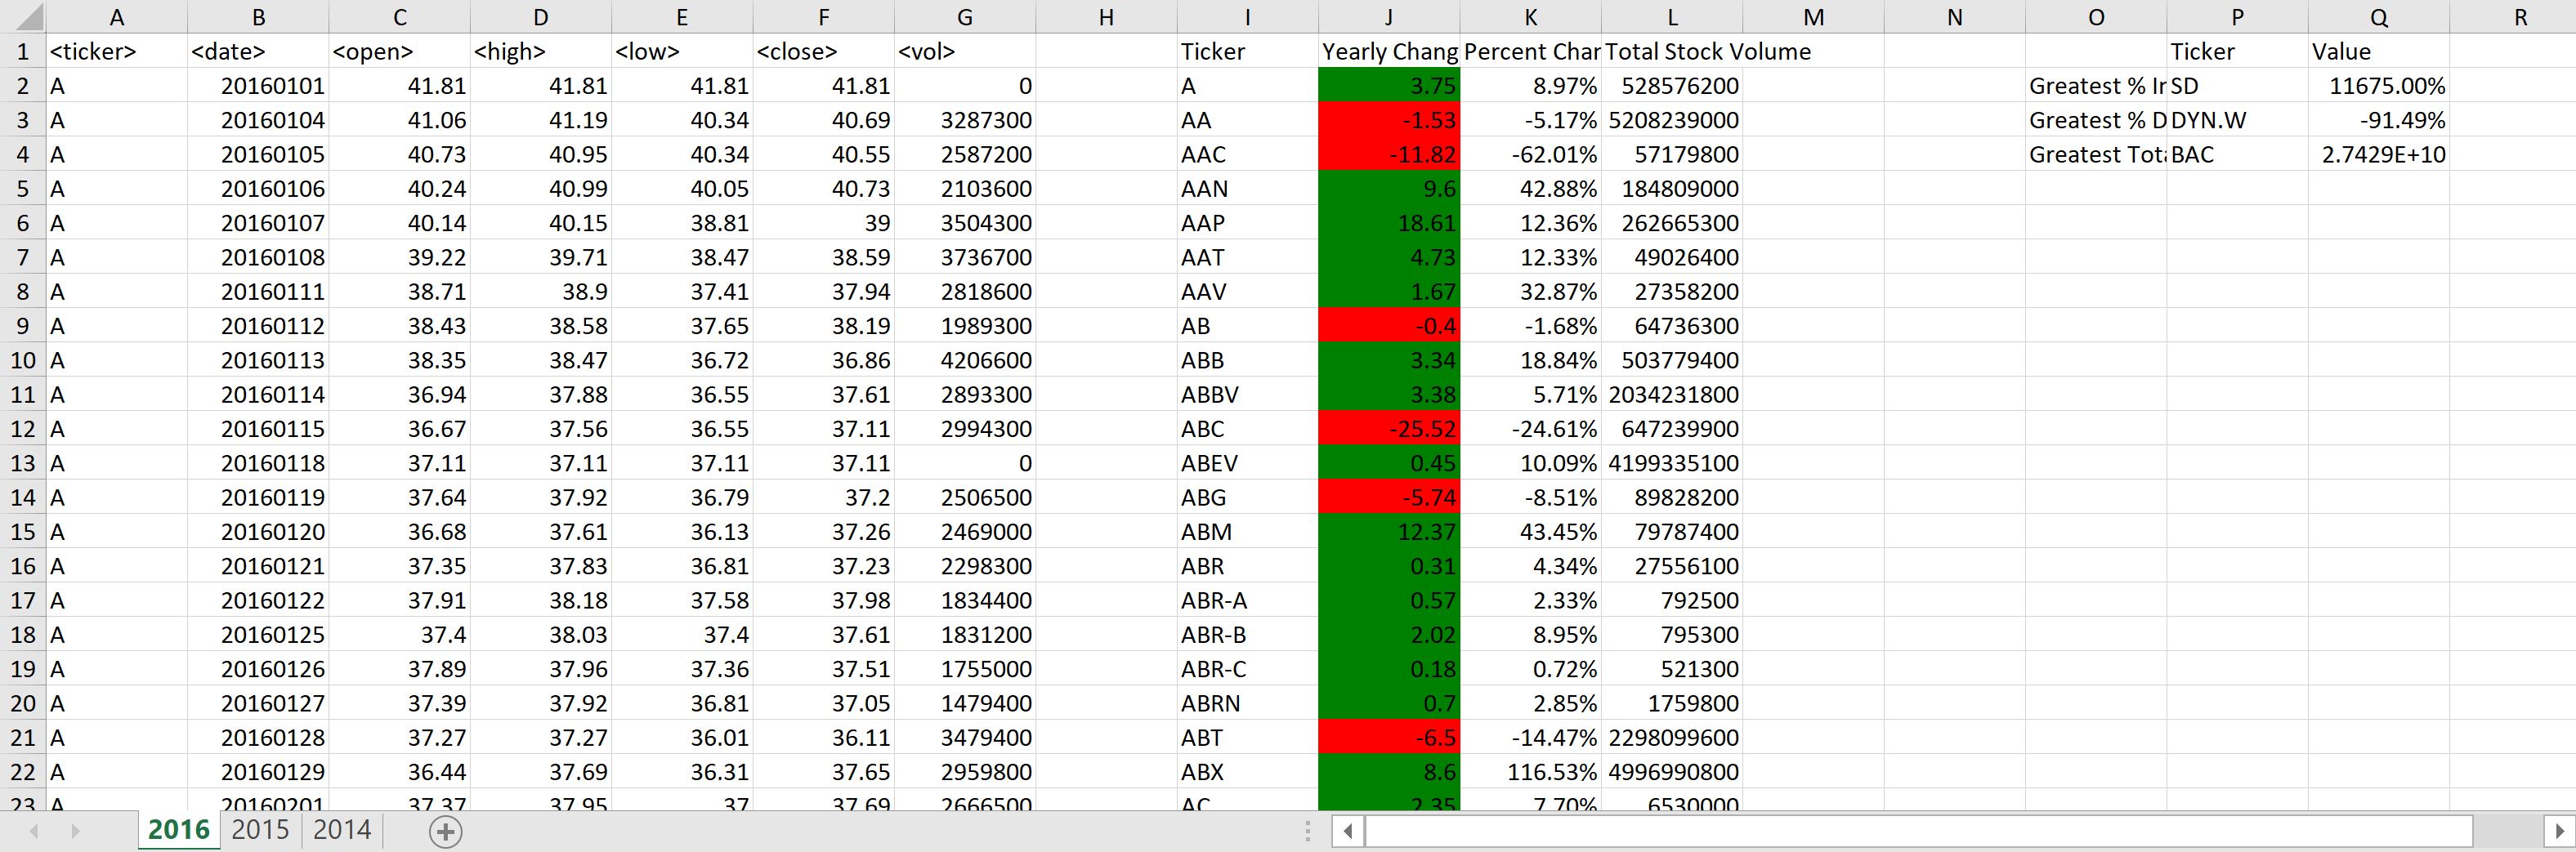 A B C D E F G H I J K L M N O P Q R
1 <ticker> <date> <open> <high> <low> <close> <vol> Ticker Yearly Chang Percent Char Total Stock Volume Ticker Value
2 A 20160101 41.81 41.81 41.81 41.81 0 A 3.75 8.97% 528576200 Greatest % Ir SD 11675.00%
3 A 20160104 41.06 41.19 40.34 40.69 3287300 AA -1.53 -5.17% 5208239000 Greatest % D DYN.W -91.49%
4 A 20160105 40.73 40.95 40.34 40.55 2587200 AAC -11.82 -62.01% 57179800 Greatest Tota BAC 2.7429E+10
5 A 20160106 40.24 40.99 40.05 40.73 2103600 AAN 9.6 42.88% 184809000
6 A 20160107 40.14 40.15 38.81 39 3504300 AAP 18.61 12.36% 262665300
7 A 20160108 39.22 39.71 38.47 38.59 3736700 AAT 4.73 12.33% 49026400
8 A 20160111 38.71 38.9 37.41 37.94 2818600 AAV 1.67 32.87% 27358200
9 A 20160112 38.43 38.58 37.65 38.19 1989300 AB -0.4 -1.68% 64736300
10 A 20160113 38.35 38.47 36.72 36.86 4206600 ABB 3.34 18.84% 503779400
11 A 20160114 36.94 37.88 36.55 37.61 2893300 ABBV 3.38 5.71% 2034231800
12 A 20160115 36.67 37.56 36.55 37.11 2994300 ABC -25.52 -24.61% 647239900
13 A 20160118 37.11 37.11 37.11 37.11 0 ABEV 0.45 10.09% 4199335100
14 A 20160119 37.64 37.92 36.79 37.2 2506500 ABG -5.74 -8.51% 89828200
15 A 20160120 36.68 37.61 36.13 37.26 2469000 ABM 12.37 43.45% 79787400
16 A 20160121 37.35 37.83 36.81 37.23 2298300 ABR 0.31 4.34% 27556100
17 A 20160122 37.91 38.18 37.58 37.98 1834400 ABR-A 0.57 2.33% 792500
18 A 20160125 37.4 38.03 37.4 37.61 1831200 ABR-B 2.02 8.95% 795300
19 A 20160126 37.89 37.96 37.36 37.51 1755000 ABR-C 0.18 0.72% 521300
20 A 20160127 37.39 37.92 36.81 37.05 1479400 ABRN 0.7 2.85% 1759800
21 A 20160128 37.27 37.27 36.01 36.11 3479400 ABT -6.5 -14.47% 2298099600
22 A 20160129 36.44 37.69 36.31 37.65 2959800 ABX 8.6 116.53% 4996990800
23 A 20160201 37.37 37.95 37 37.69 2666500 AC 2.35 7.70% 6530000
2016 2015 2014